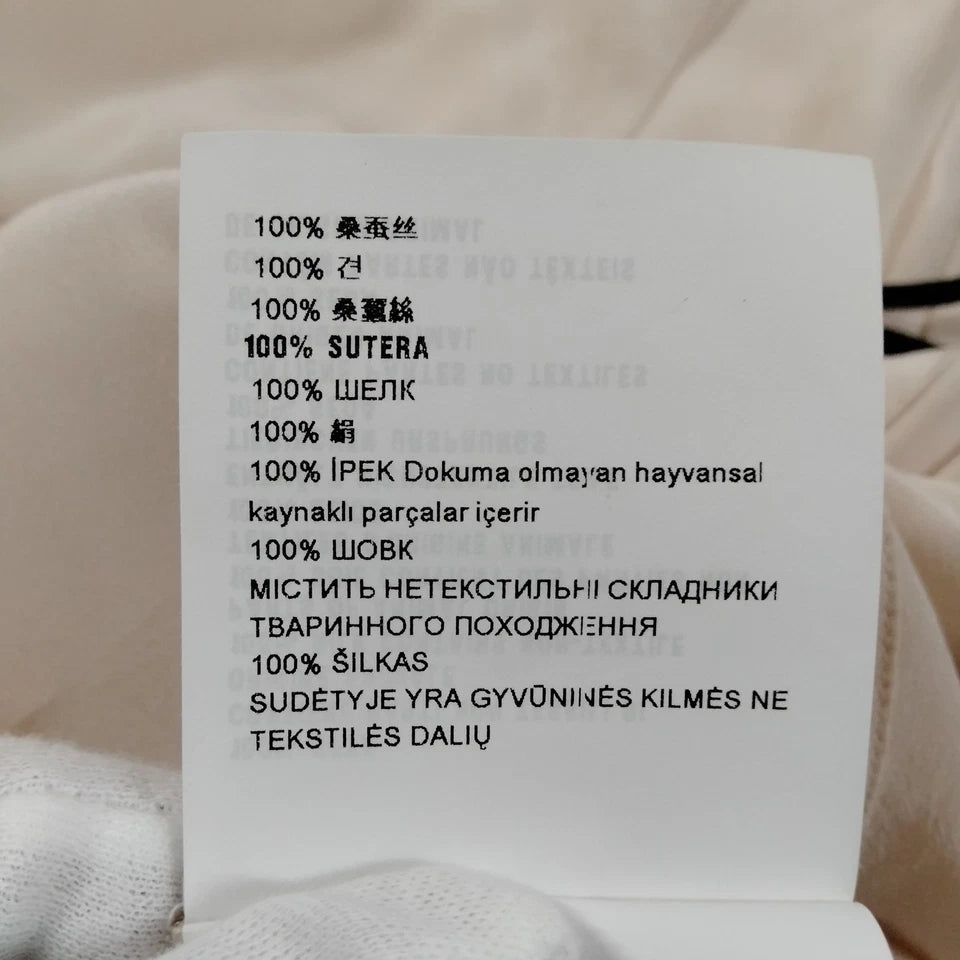 100% 桑蚕丝
100% 견
100% 桑蠶絲
100% SUTERA
100% ШЕЛК
100% 絹
100% İPEK Dokuma olmayan hayvansal
kaynaklı parçalar içerir
100% ШОВК
МІСТИТЬ НЕТЕКСТИЛЬНІ СКЛАДНИКИ
ТВАРИННОГО ПОХОДЖЕННЯ
100% ŠILKAS
SUDĖTYJE YRA GYVŪNINĖS KILMĖS NE
TEKSTILĖS DALIŲ